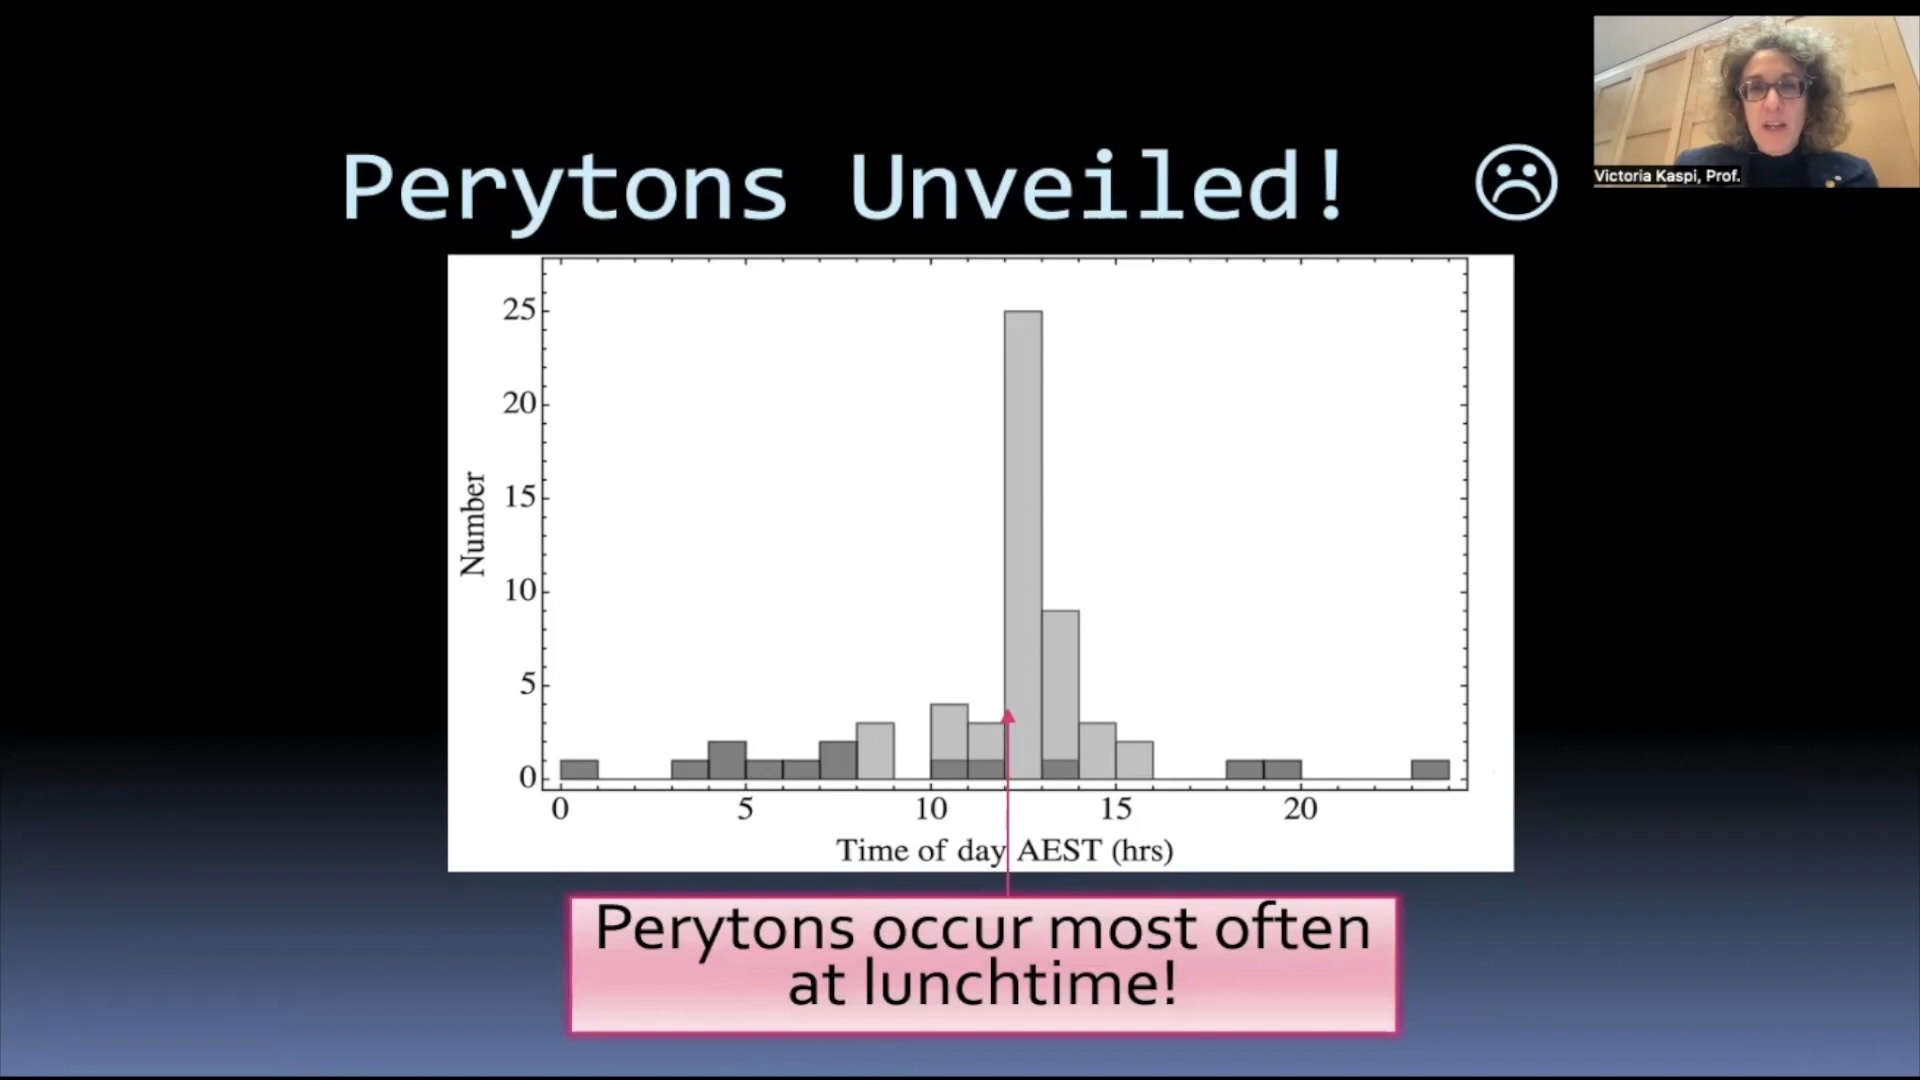 Perytons Unveiled! ☹
Victoria Kaspi, Prof.
25
20
15
10
5
0
Number
0 5 10 15 20
Time of day AEST (hrs)
Perytons occur most often
at lunchtime!